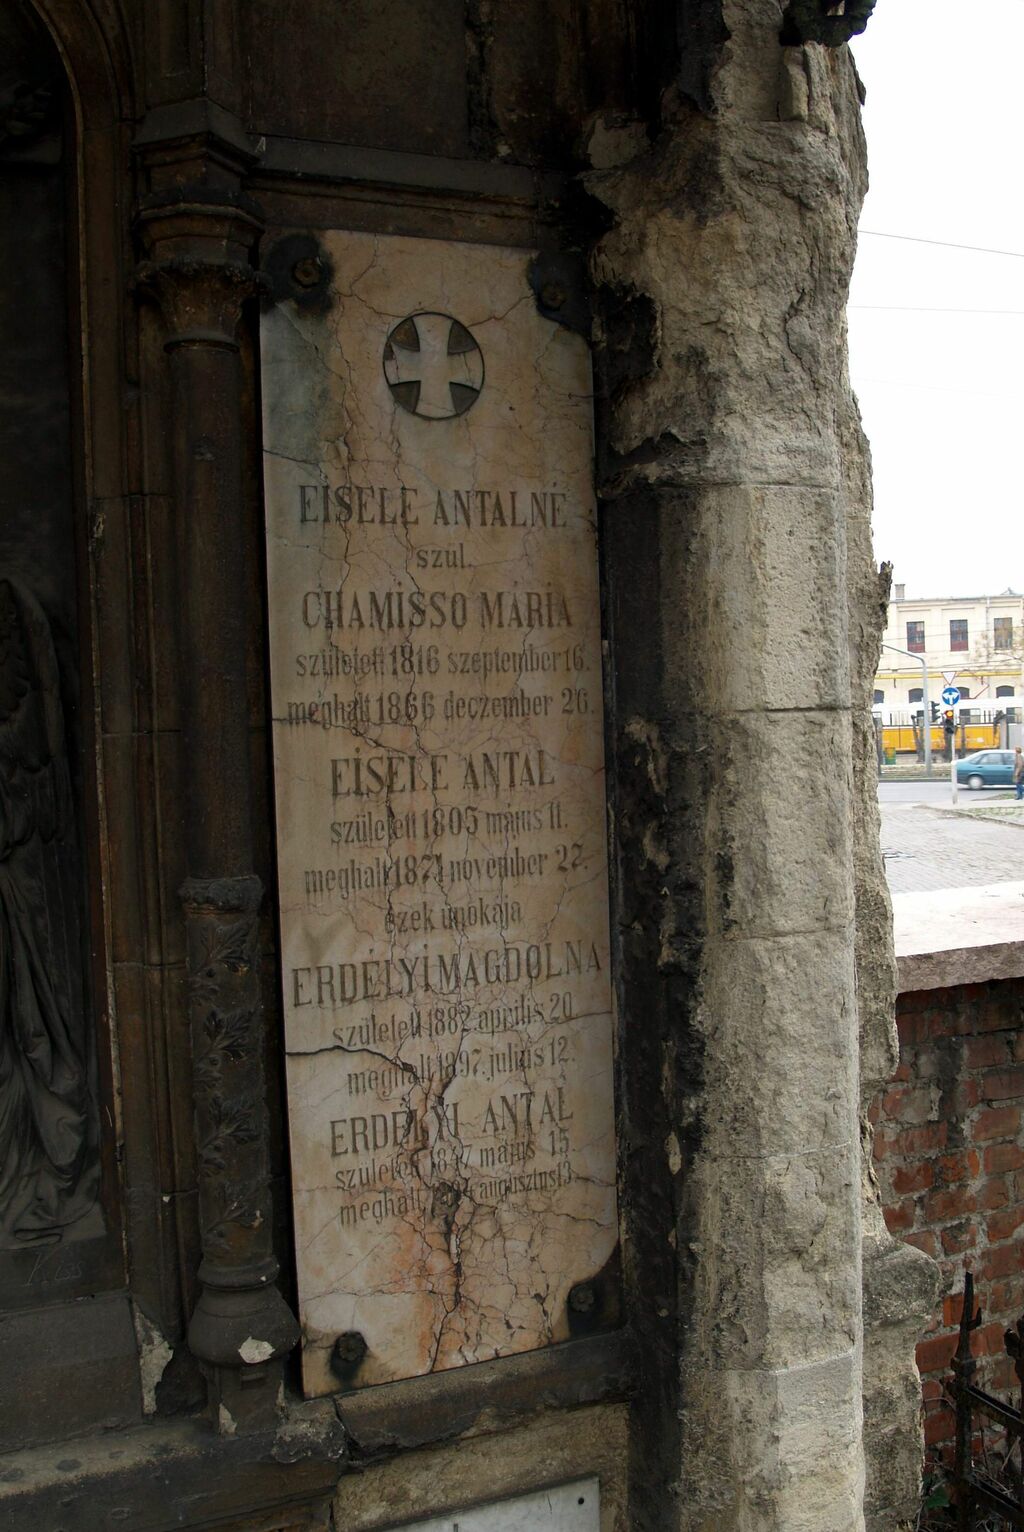 EISELE ANTALNÉ
szül.
CHAMISSO MÁRIA
született 1816 szeptember 16.
meghalt 1866 deczember 26.
EISELE ANTAL
született 1805 május 11.
meghalt 1871 november 27.
ezek unokája
ERDÉLYI MAGDOLNA
született 1882 április 20
meghalt 1897. július 12.
ERDÉLYI ANTAL
született május 15
meghalt augusztus 13